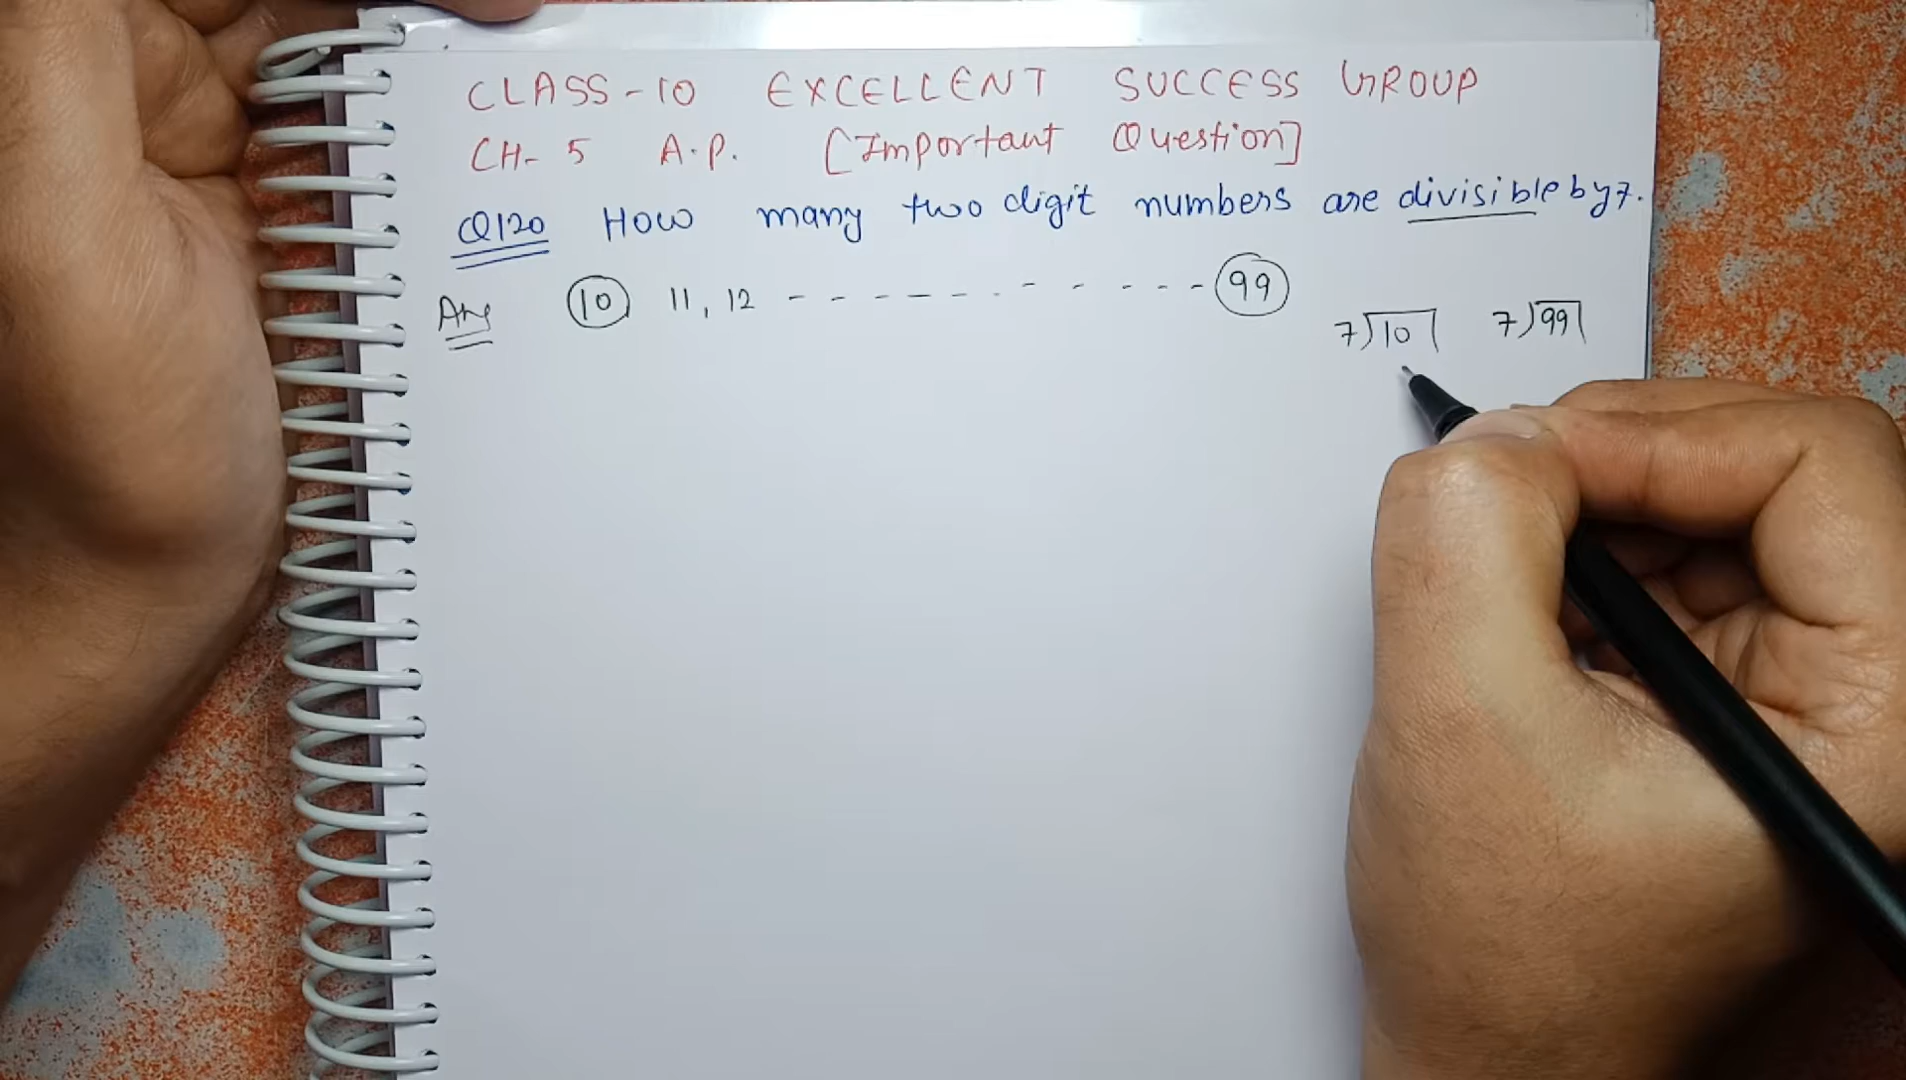 CLASS-10 EXCELLENT SUCCESS GROUP
CH-5 A.P. [Important Question]
Q120 How many two digit numbers are divisible by 7.
Ans 10 11, 12 - - - - - - - - - - - 99
7)10 7)99